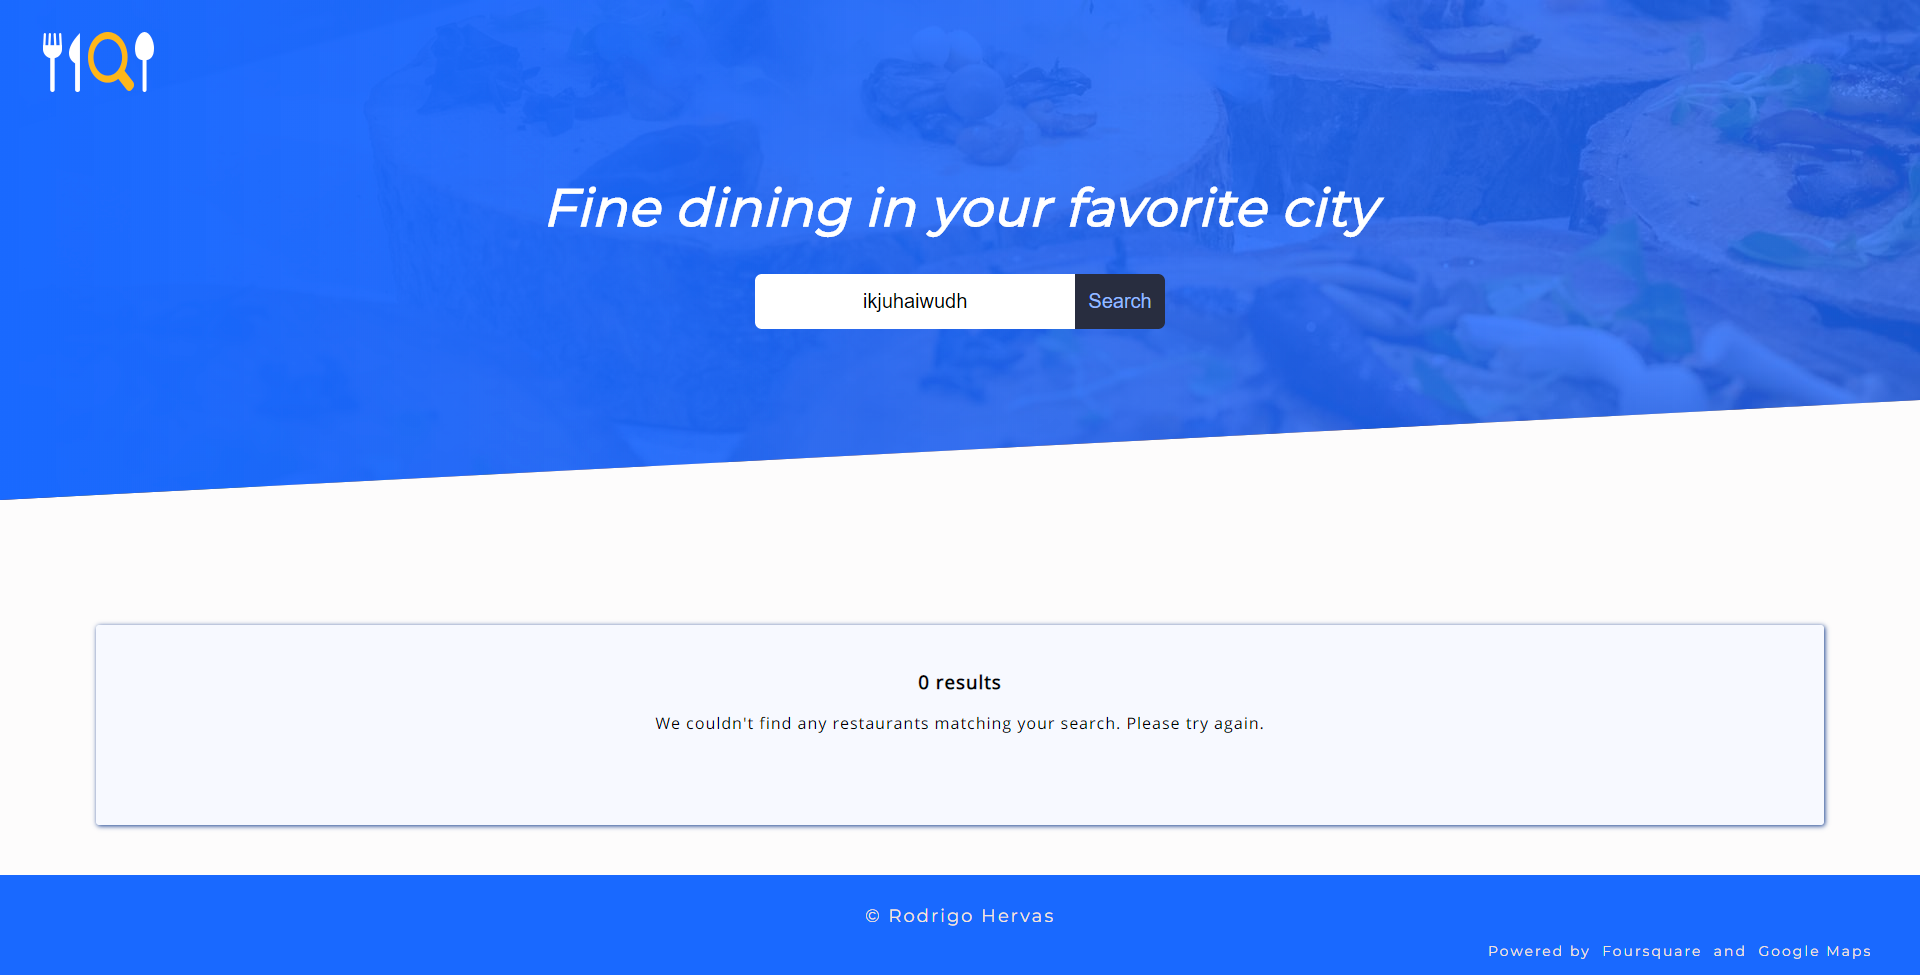 Fine dining in your favorite city
ikjuhaiwudh
Search
0 results
We couldn't find any restaurants matching your search. Please try again.
© Rodrigo Hervas
Powered by Foursquare and Google Maps